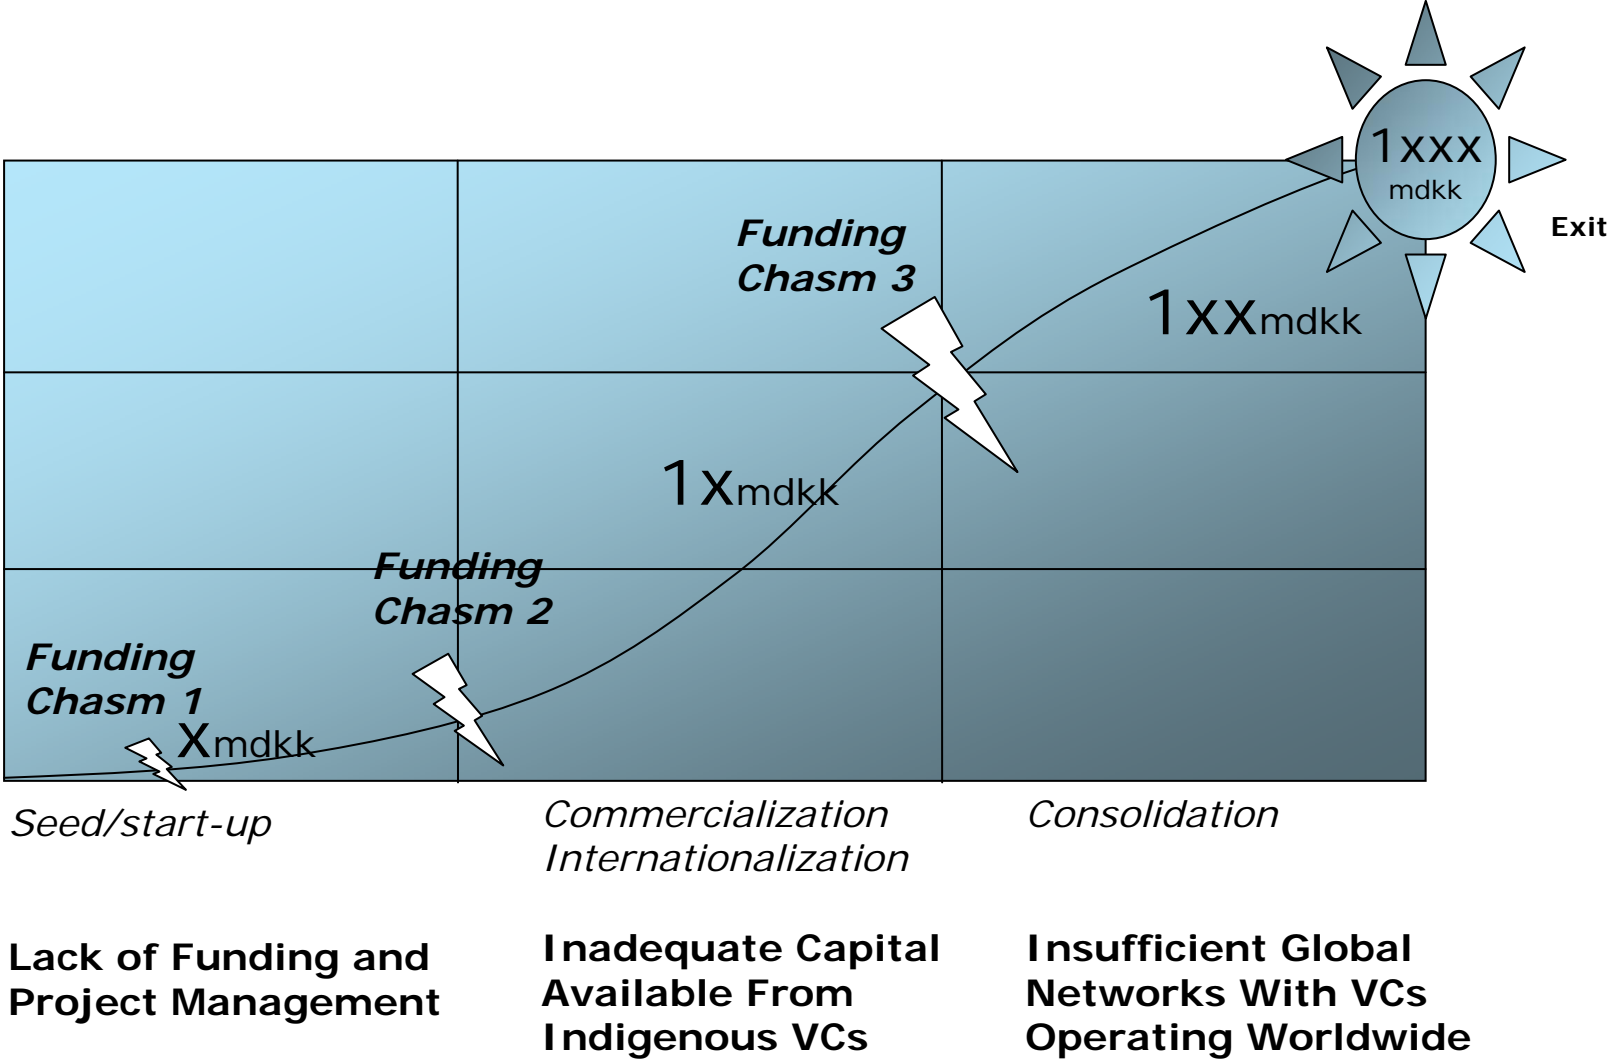 1xxx
mdkk
Exit
Funding
Chasm 3
1xxmdkk
1xmdkk
Funding
Chasm 2
Funding
Chasm 1
xmdkk
Seed/start-up
Commercialization
Internationalization
Consolidation
Lack of Funding and
Project Management
Inadequate Capital
Available From
Indigenous VCs
Insufficient Global
Networks With VCs
Operating Worldwide